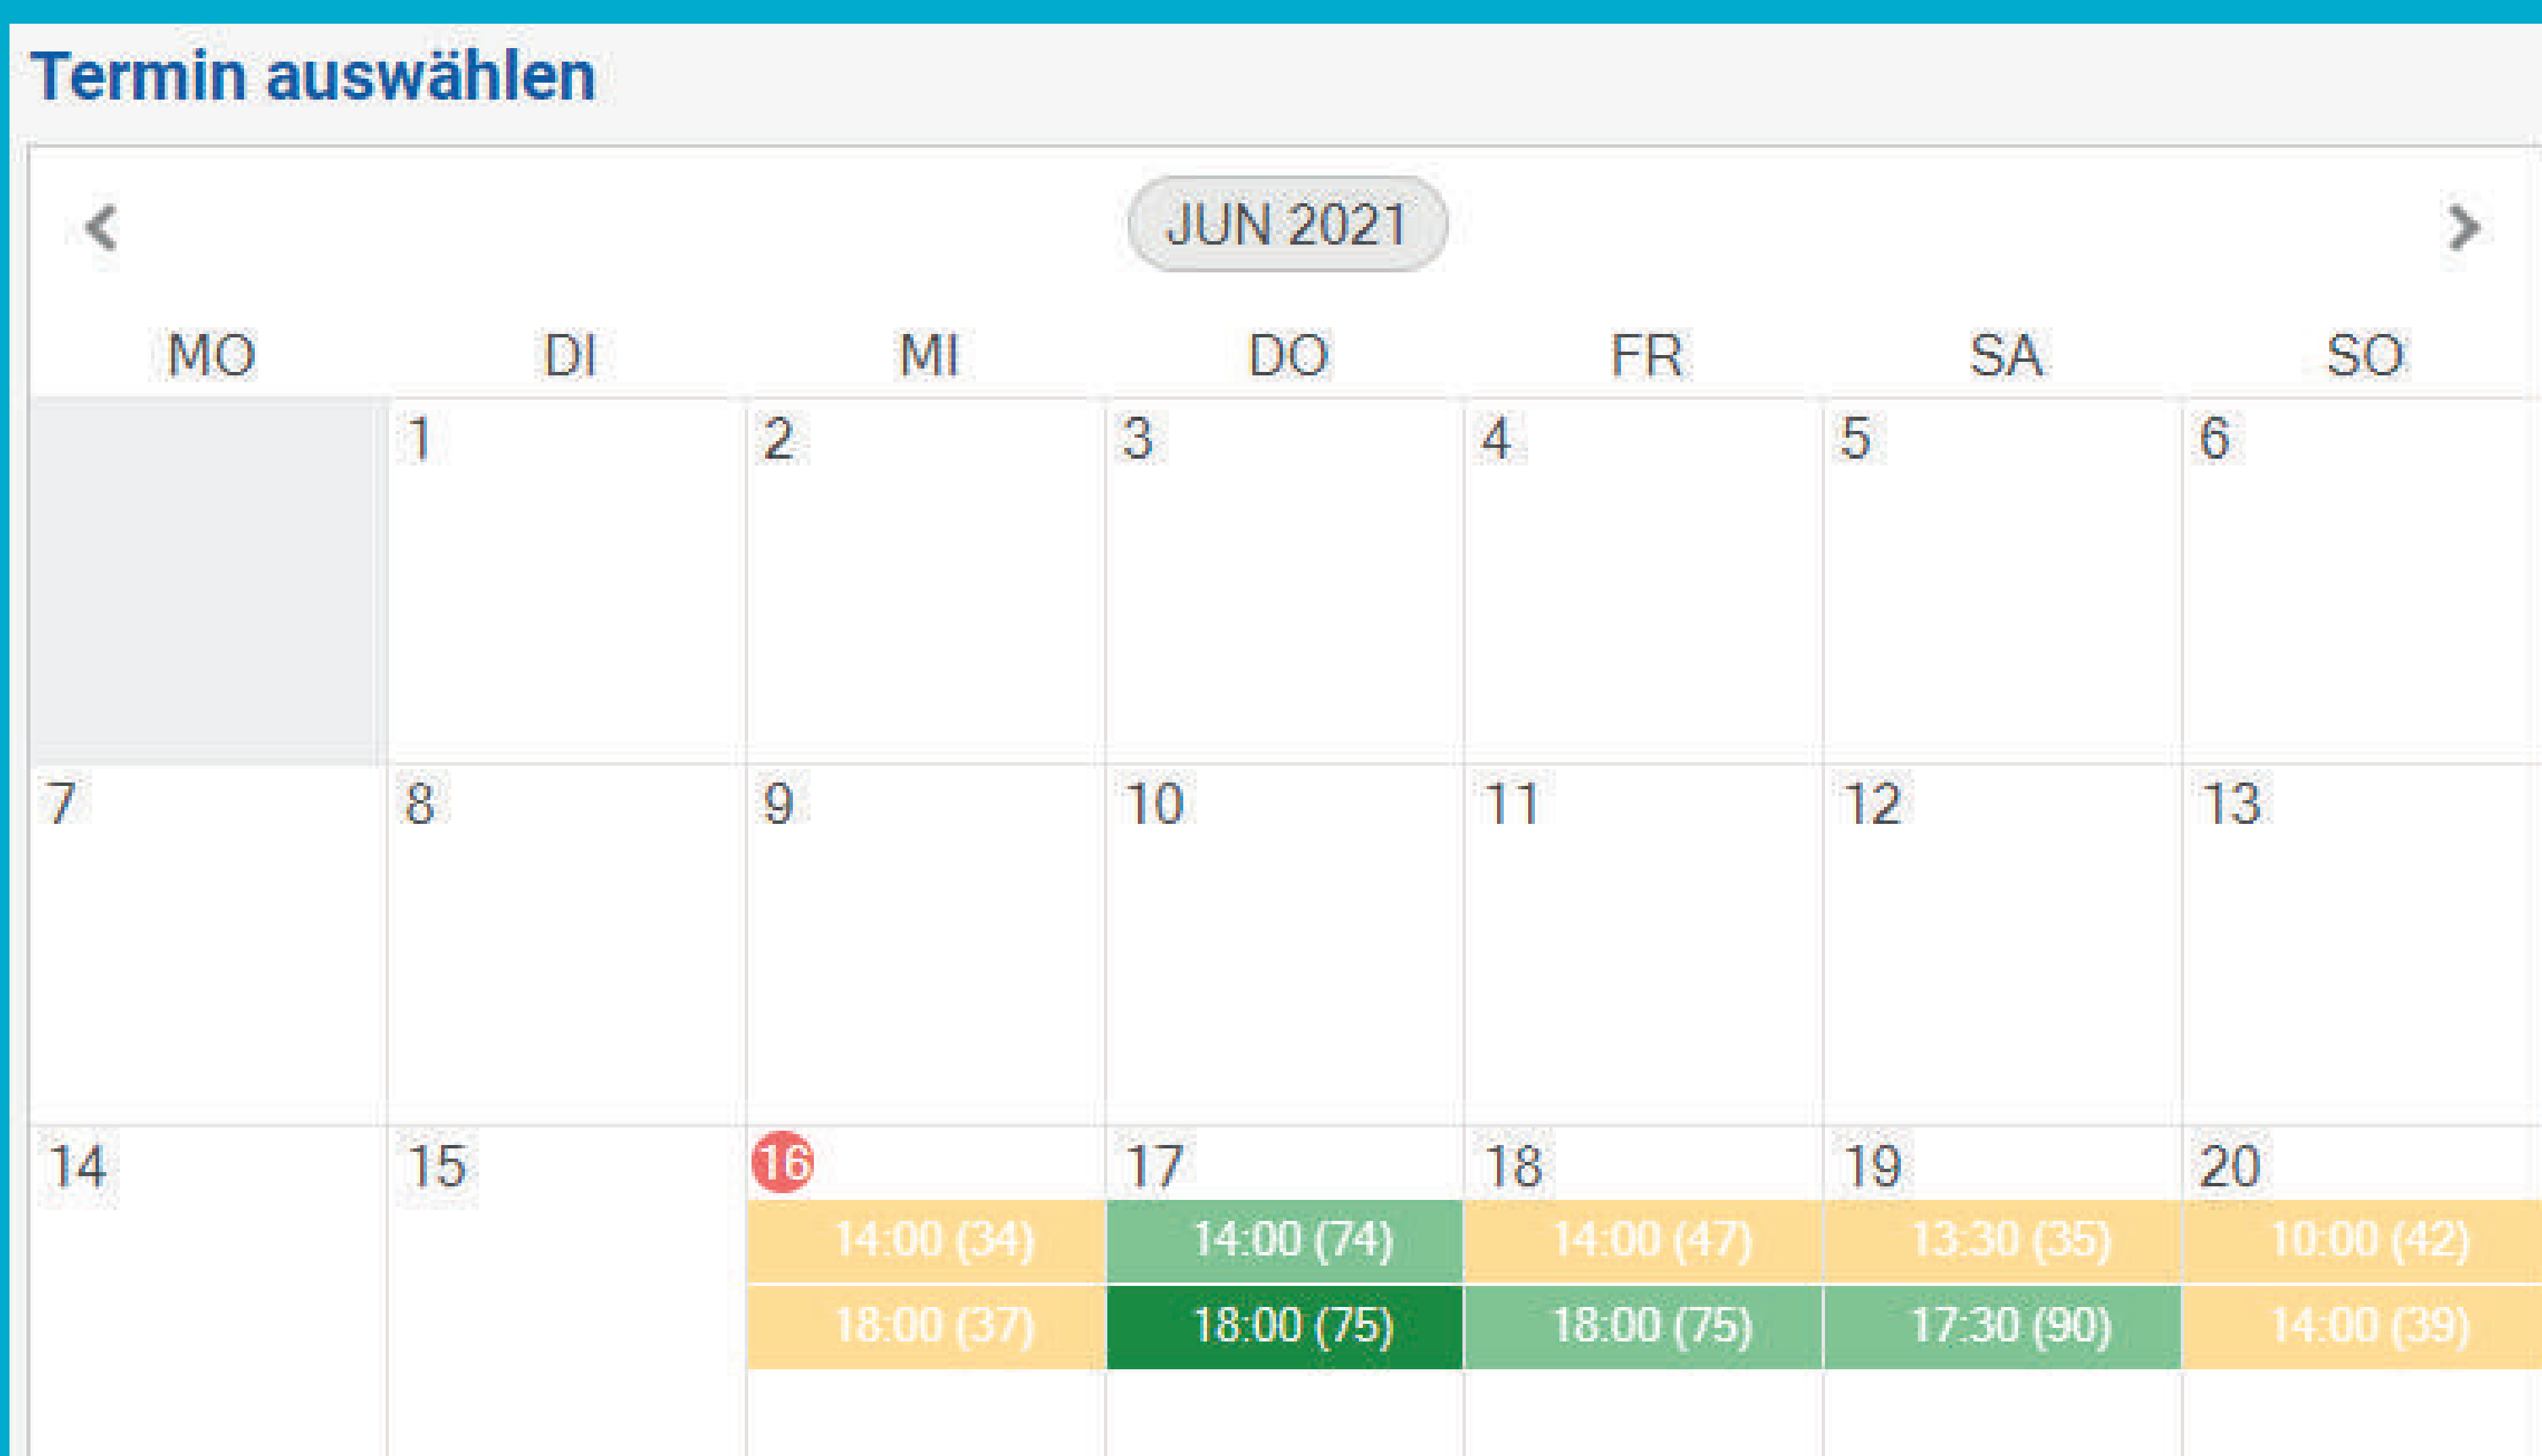 Termin auswählen
JUN 2021
MO DI MI DO FR SA SO
1 2 3 4 5 6
7 8 9 10 11 12 13
14 15 16 17 18 19 20
14:00 (34) 14:00 (74) 14:00 (47) 13:30 (35) 10:00 (42)
18:00 (37) 18:00 (75) 18:00 (75) 17:30 (90) 14:00 (39)